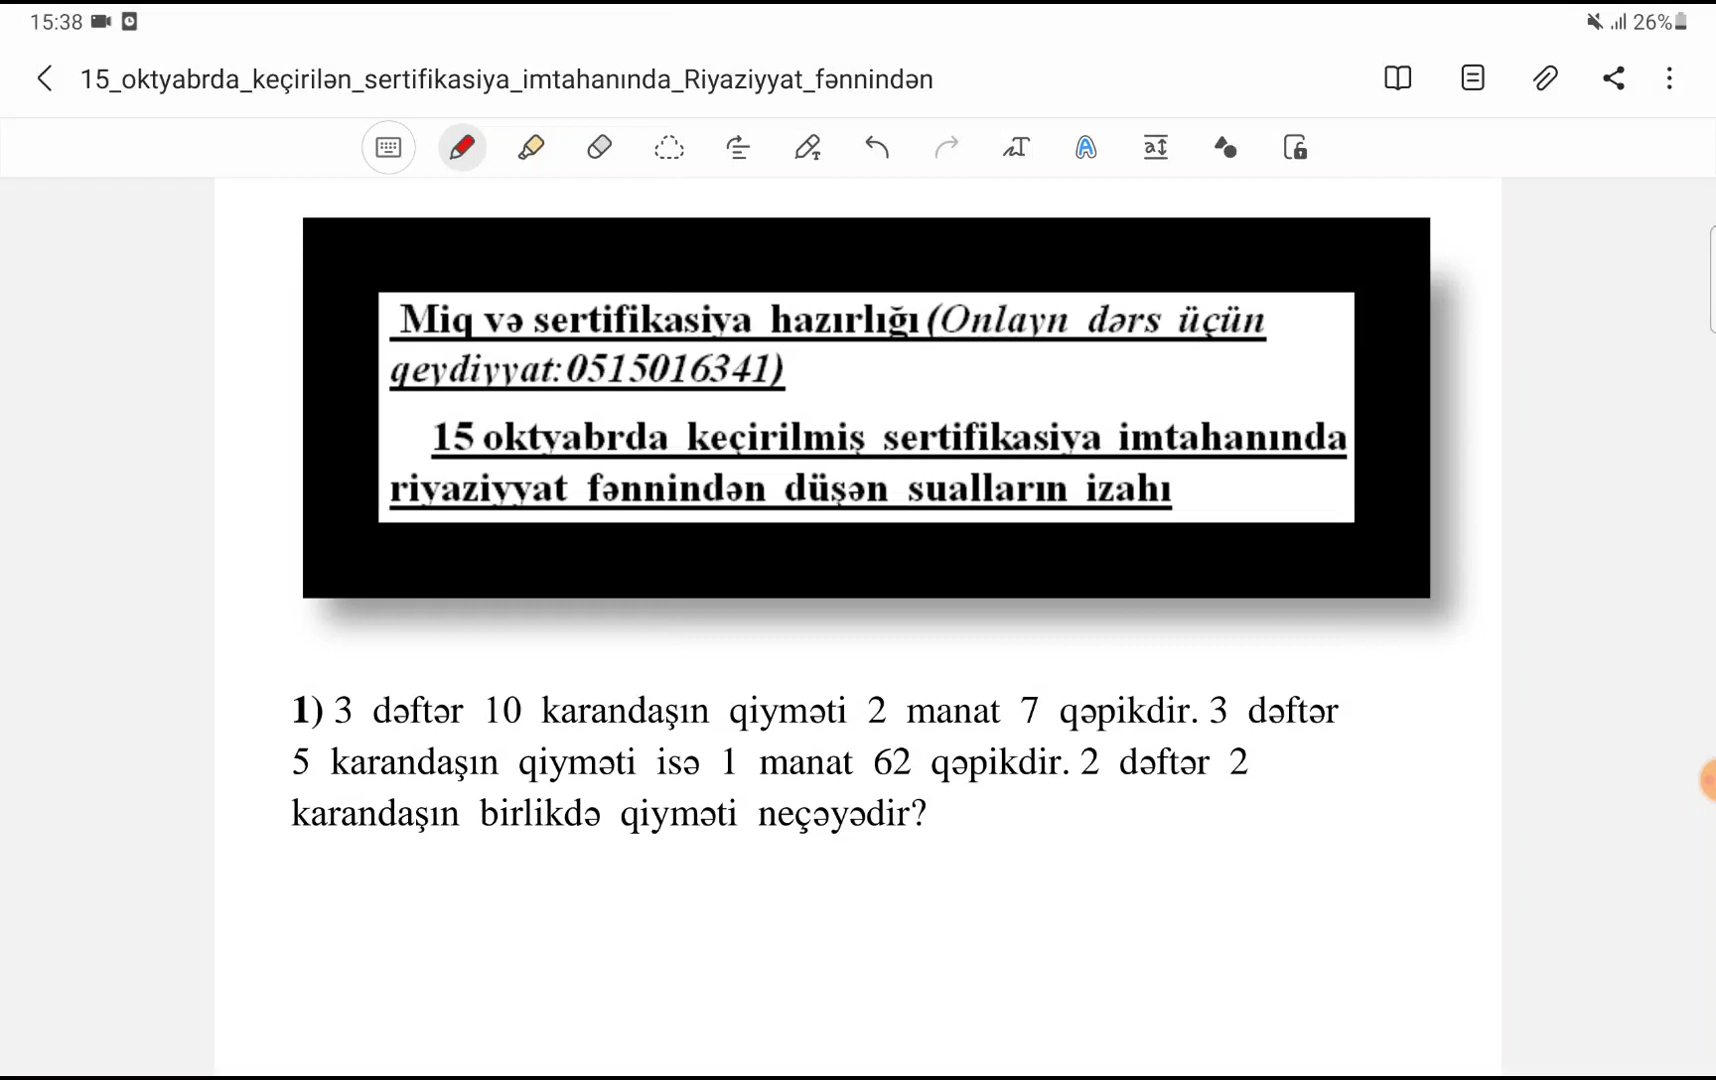 15:38 26%
15_oktyabrda_keçirilən_sertifikasiya_imtahanında_Riyaziyyat_fənnindən
Miq və sertifikasiya hazırlığı (Onlayn dərs üçün
qeydiyyat:0515016341)
15 oktyabrda keçirilmiş sertifikasiya imtahanında
riyaziyyat fənnindən düşən sualların izahı
1) 3 dəftər 10 karandaşın qiyməti 2 manat 7 qəpikdir. 3 dəftər
5 karandaşın qiyməti isə 1 manat 62 qəpikdir. 2 dəftər 2
karandaşın birlikdə qiyməti neçəyədir?